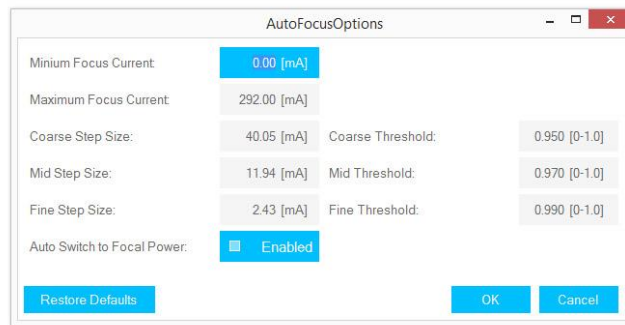 AutoFocusOptions
Minium Focus Current: 0.00 [mA]
Maximum Focus Current: 292.00 [mA]
Coarse Step Size: 40.05 [mA] Coarse Threshold: 0.950 [0-1.0]
Mid Step Size: 11.94 [mA] Mid Threshold: 0.970 [0-1.0]
Fine Step Size: 2.43 [mA] Fine Threshold: 0.990 [0-1.0]
Auto Switch to Focal Power: Enabled
Restore Defaults OK Cancel